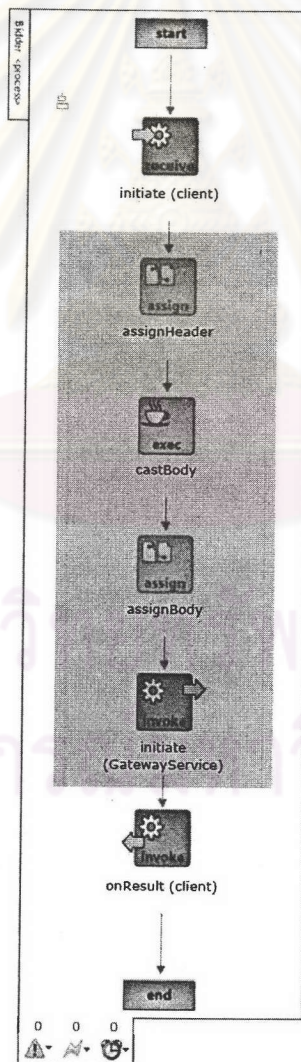 Bidder <process>
start
receive
initiate (client)
assign
assignHeader
exec
castBody
assign
assignBody
invoke
initiate
(GatewayService)
invoke
onResult (client)
end
0 0 0